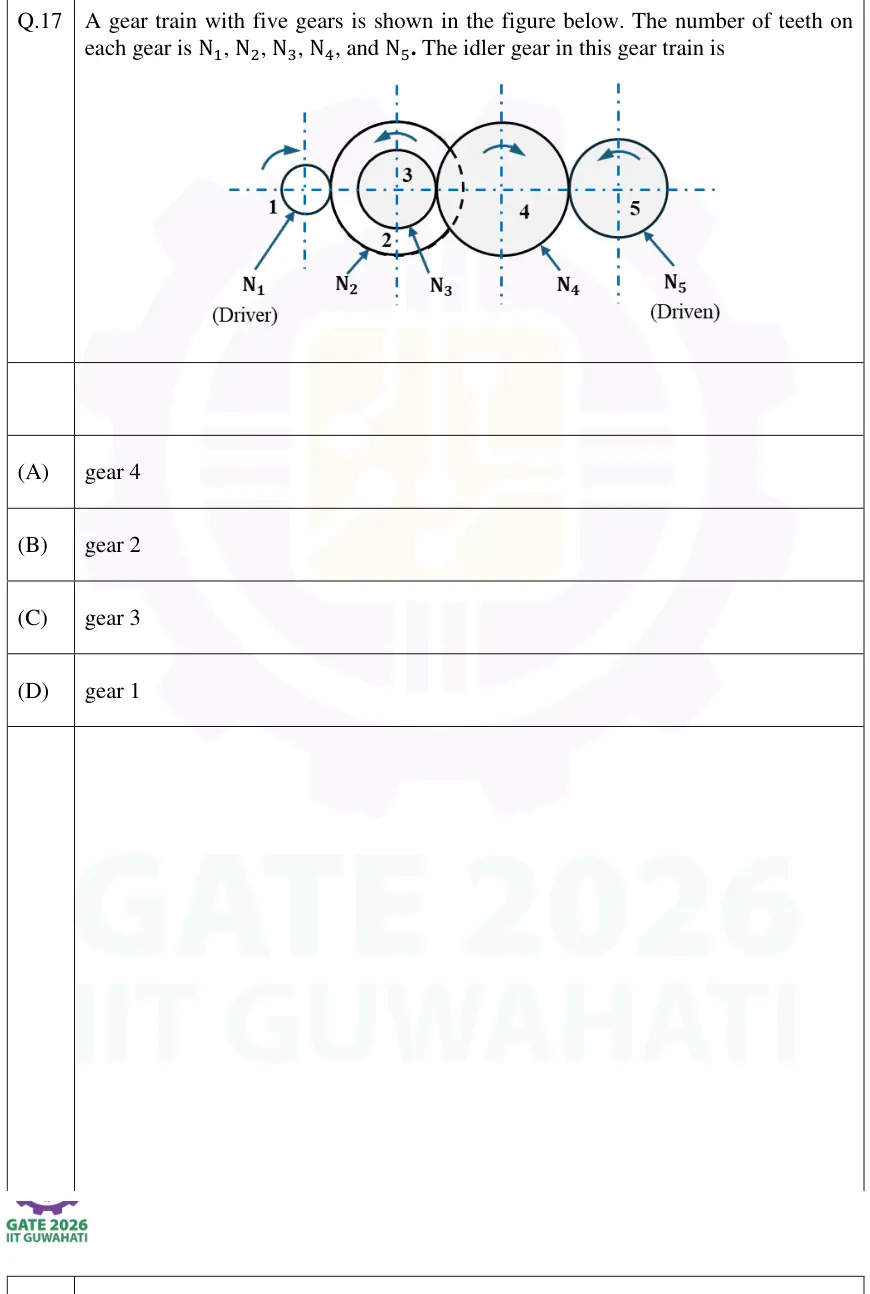 Q.17 A gear train with five gears is shown in the figure below. The number of teeth on
each gear is N₁, N₂, N₃, N₄, and N₅. The idler gear in this gear train is
3
1
4
5
2
N₁
N₂
N₃
N₄
N₅
(Driver)
(Driven)
(A) gear 4
(B) gear 2
(C) gear 3
(D) gear 1
GATE 2026
IIT GUWAHATI
GATE 2026
IIT GUWAHATI